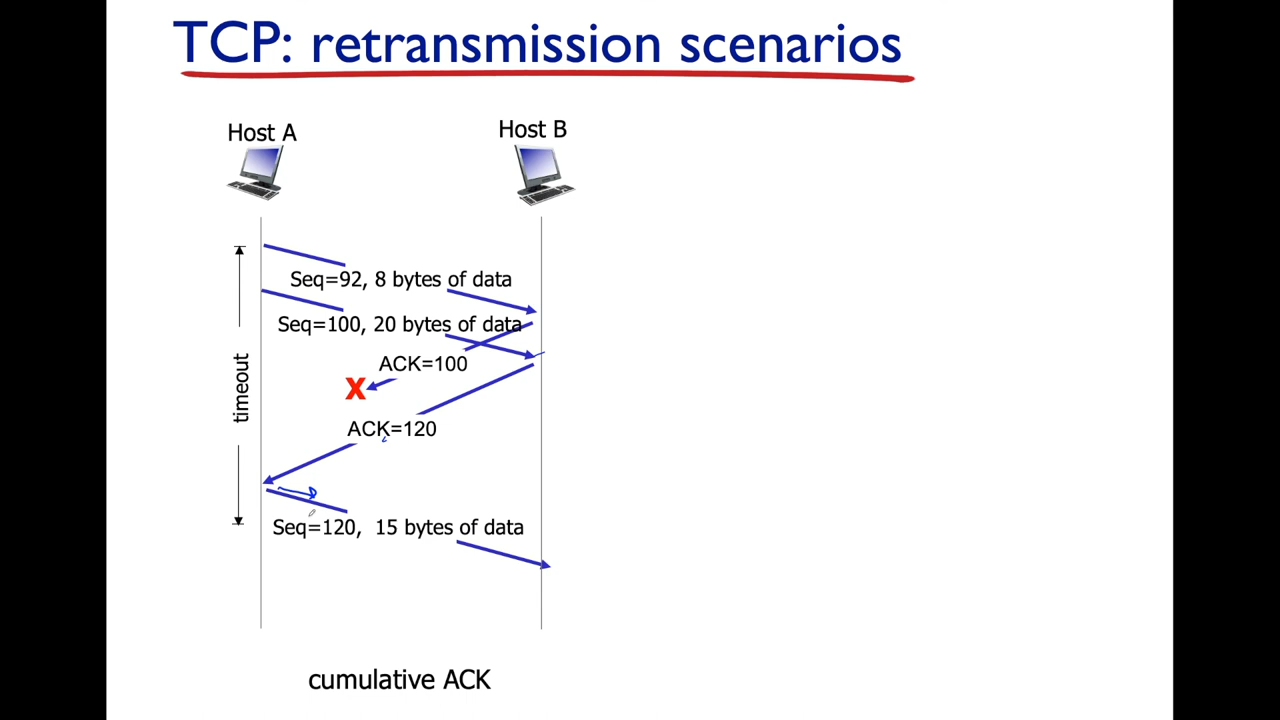 TCP: retransmission scenarios
Host A
Host B
Seq=92, 8 bytes of data
Seq=100, 20 bytes of data
ACK=100
X
timeout
ACK=120
Seq=120, 15 bytes of data
cumulative ACK